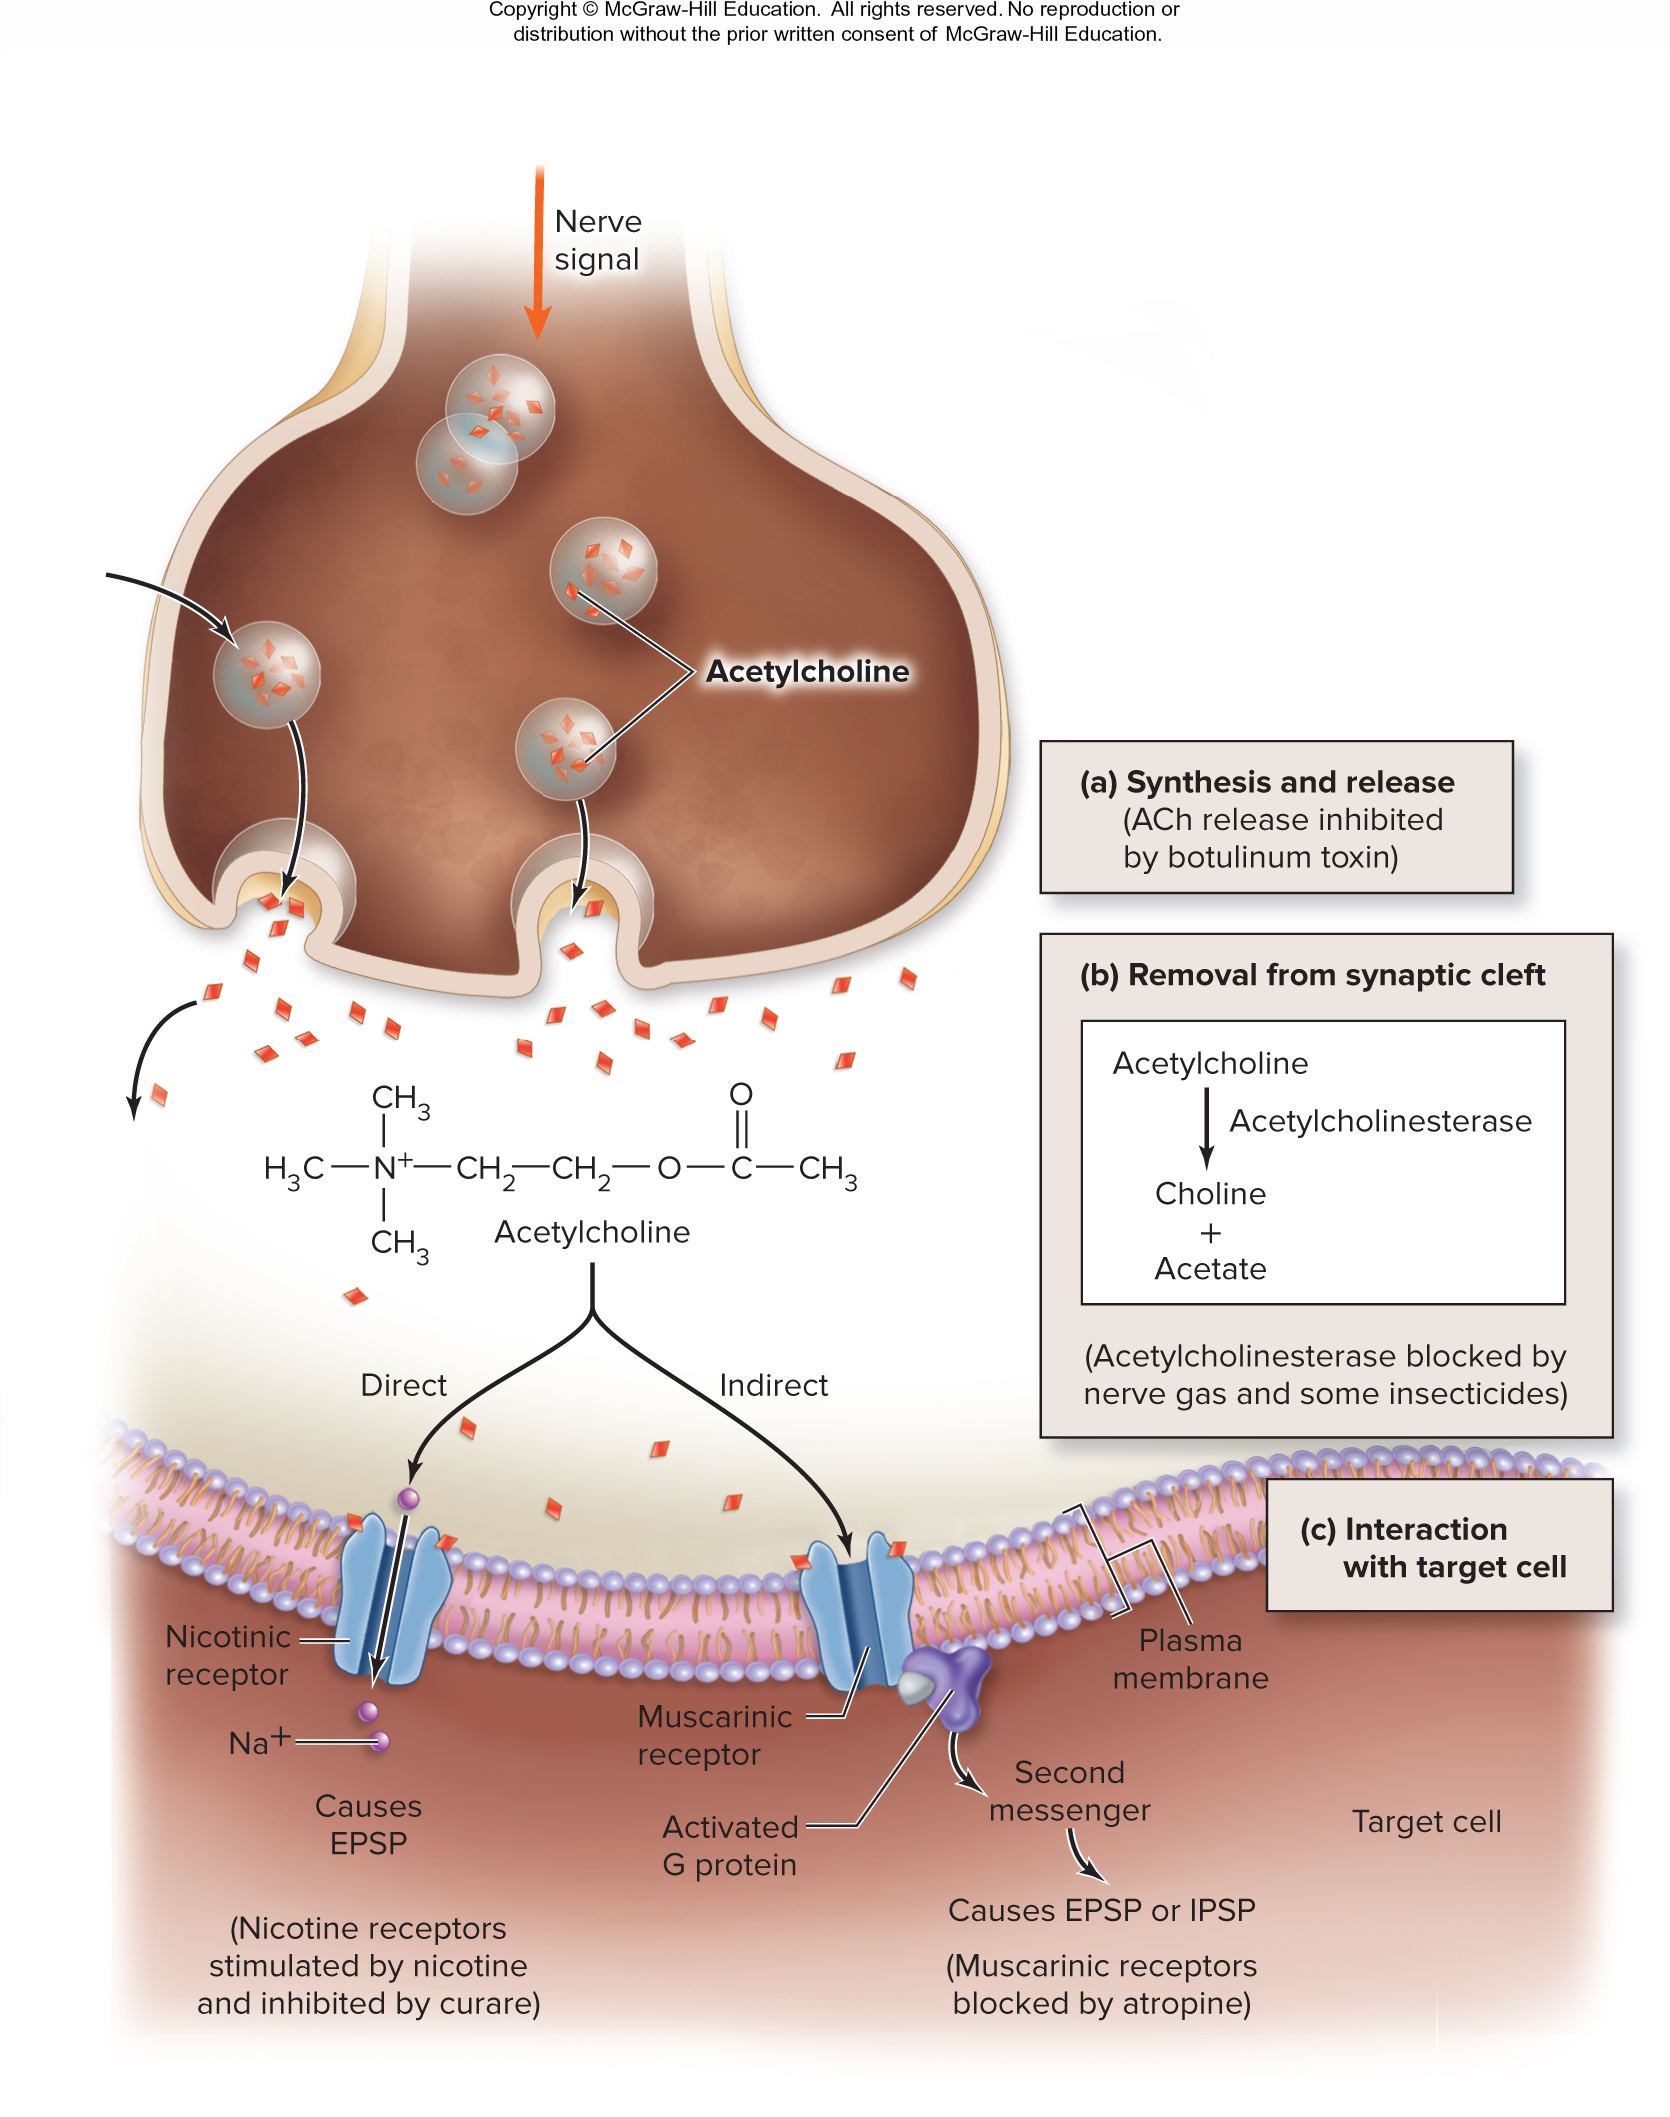 Copyright © McGraw-Hill Education. All rights reserved. No reproduction or
distribution without the prior written consent of McGraw-Hill Education.
Nerve
signal
Acetylcholine
(a) Synthesis and release
(ACh release inhibited
by botulinum toxin)
(b) Removal from synaptic cleft
Acetylcholine
Acetylcholinesterase
Choline
+
Acetate
(Acetylcholinesterase blocked by
nerve gas and some insecticides)
CH₃
O
H₃C—N⁺—CH₂—CH₂—O—C—CH₃
CH₃
Acetylcholine
Direct
Indirect
(c) Interaction
with target cell
Nicotinic
receptor
Na⁺
Causes
EPSP
(Nicotine receptors
stimulated by nicotine
and inhibited by curare)
Muscarinic
receptor
Activated
G protein
Plasma
membrane
Second
messenger
Target cell
Causes EPSP or IPSP
(Muscarinic receptors
blocked by atropine)